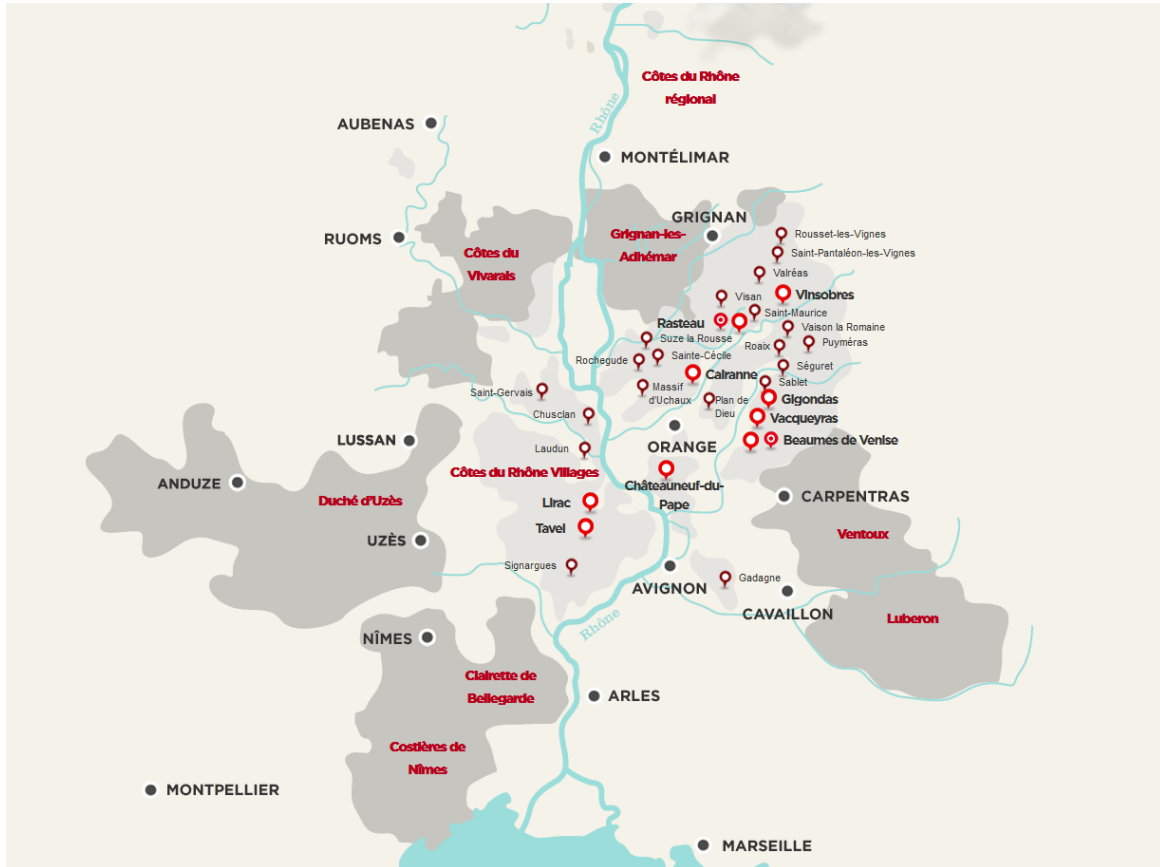 Côtes du Rhône
régional
Rhône
AUBENAS
MONTÉLIMAR
GRIGNAN
RUOMS
Côtes du
Vivarais
Grignan-les-
Adhémar
Rousset-les-Vignes
Saint-Pantaléon-les-Vignes
Valréas
Visan
Vinsobres
Saint-Maurice
Rasteau
Vaison la Romaine
Suze la Rousse
Roaix
Puyméras
Rochegude
Sainte-Cécile
Séguret
Cairanne
Sablet
Saint-Gervais
Massif
d'Uchaux
Plan de
Dieu
Gigondas
Chusclan
Vacqueyras
LUSSAN
Laudun
ORANGE
Beaumes de Venise
Côtes du Rhône Villages
ANDUZE
Duché d'Uzès
Châteauneuf-du-
Pape
CARPENTRAS
Lirac
Tavel
Ventoux
UZÈS
Signargues
AVIGNON
Gadagne
CAVAILLON
Luberon
Rhône
NÎMES
Clairette de
Bellegarde
ARLES
Costières de
Nîmes
MONTPELLIER
MARSEILLE